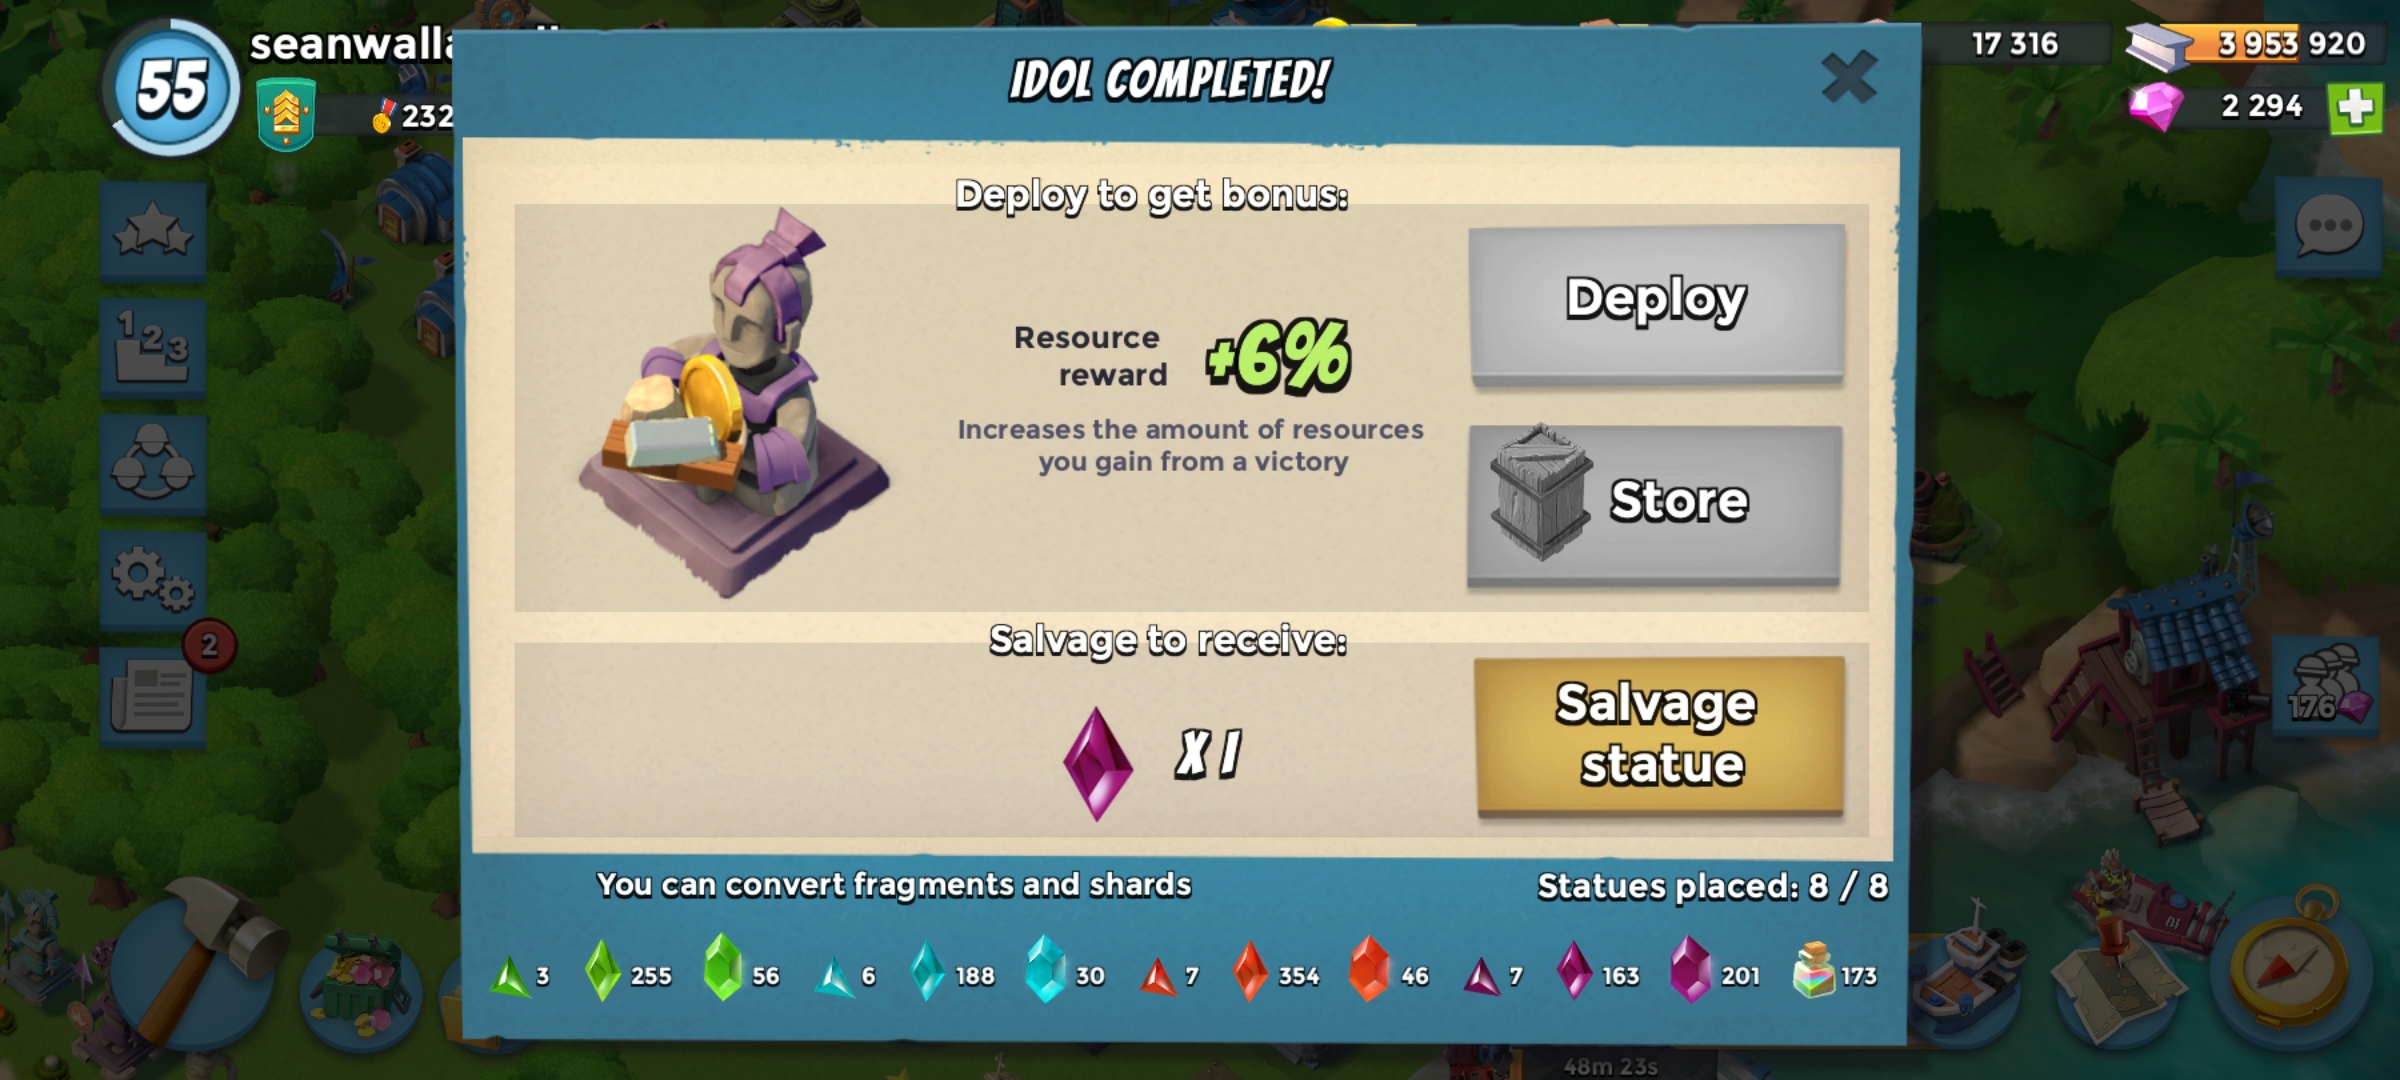 55
232
IDOL COMPLETED!
17 316
3 953 920
2 294
Deploy to get bonus:
Resource
reward
+6%
Increases the amount of resources
you gain from a victory
Deploy
Store
1 2 3
2
Salvage to receive:
X 1
Salvage
statue
176
You can convert fragments and shards
Statues placed: 8 / 8
3 255 56 6 188 30 7 354 46 7 163 201 173
48m 23s